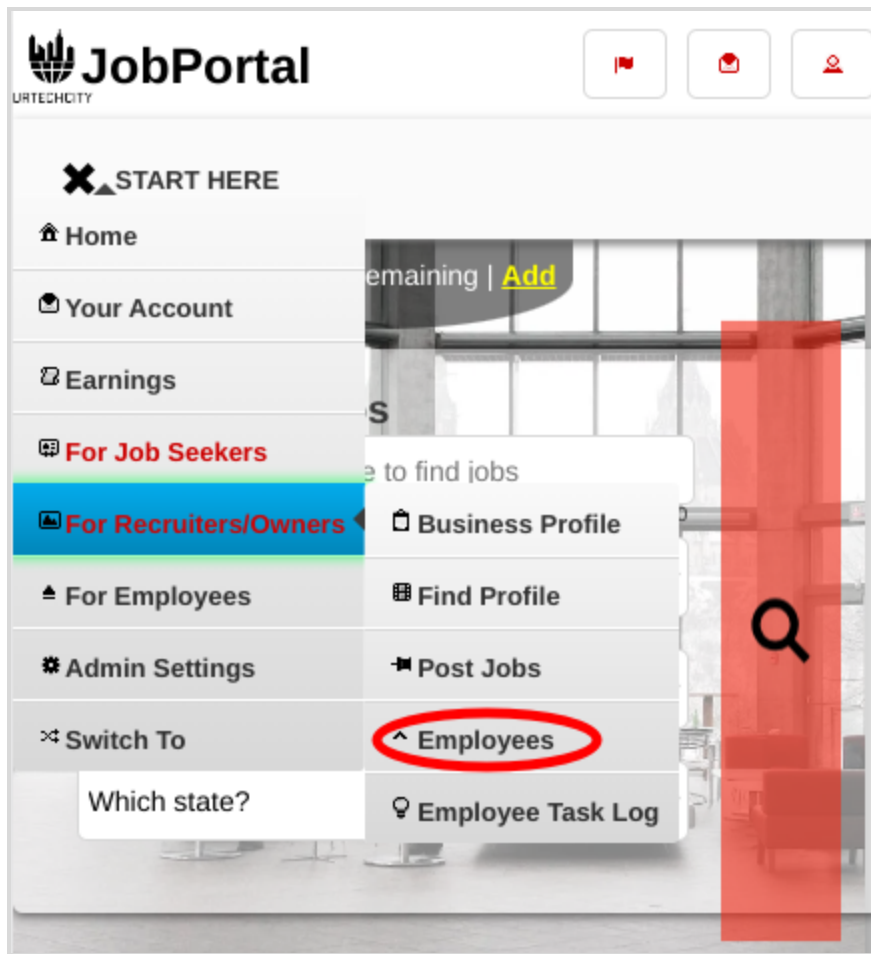 JobPortal
URTECHCITY
START HERE
Home
emaining | Add
Your Account
Earnings
s
For Job Seekers
e to find jobs
For Recruiters/Owners
Business Profile
For Employees
Find Profile
Admin Settings
Post Jobs
Switch To
Employees
Which state?
Employee Task Log